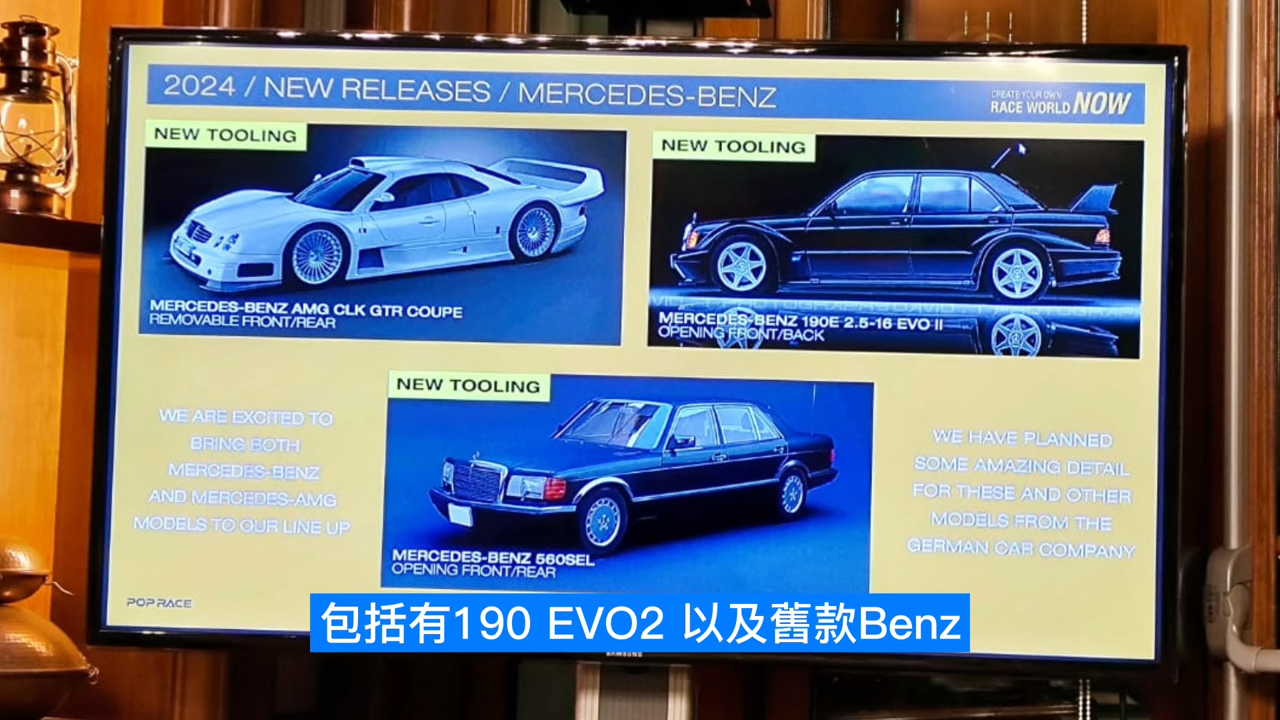 2024 / NEW RELEASES / MERCEDES-BENZ
CREATE YOUR OWN
RACE WORLD NOW
NEW TOOLING
MERCEDES-BENZ AMG CLK GTR COUPE
REMOVABLE FRONT/REAR
NEW TOOLING
MERCEDES-BENZ 190E 2.5-16 EVO II
OPENING FRONT/BACK
WE ARE EXCITED TO
BRING BOTH
MERCEDES-BENZ
AND MERCEDES-AMG
MODELS TO OUR LINE UP
NEW TOOLING
MERCEDES-BENZ 560SEL
OPENING FRONT/REAR
WE HAVE PLANNED
SOME AMAZING DETAIL
FOR THESE AND OTHER
MODELS FROM THE
GERMAN CAR COMPANY
POP RACE
包括有190 EVO2 以及舊款Benz
SAMSUNG